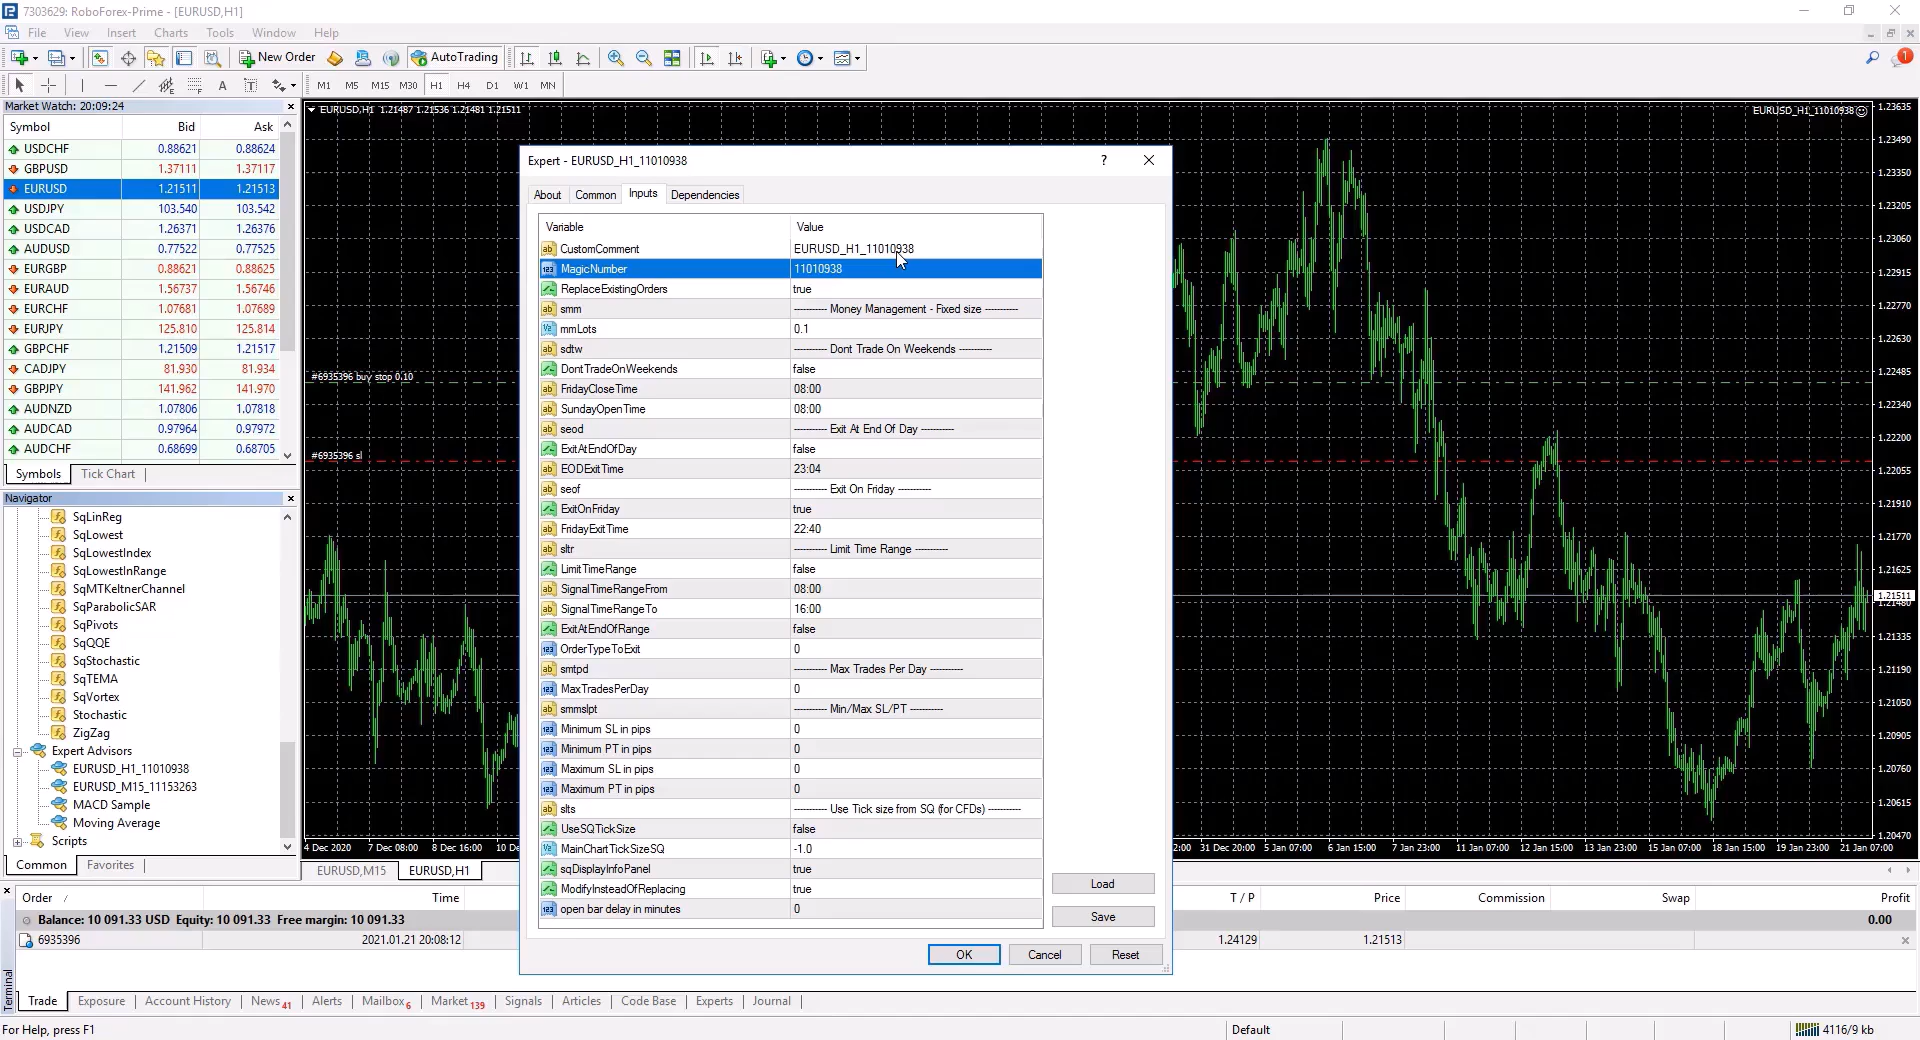 7303629: RoboForex-Prime - [EURUSD,H1]
File View Insert Charts Tools Window Help
New Order AutoTrading
A T M1 M5 M15 M30 H1 H4 D1 W1 MN
Market Watch: 20:09:24
Symbol Bid Ask
USDCHF 0.88621 0.88624
GBPUSD 1.37111 1.37117
EURUSD 1.21511 1.21513
USDJPY 103.540 103.542
USDCAD 1.26371 1.26376
AUDUSD 0.77522 0.77525
EURGBP 0.88621 0.88625
EURAUD 1.56737 1.56746
EURCHF 1.07681 1.07689
EURJPY 125.810 125.814
GBPCHF 1.21509 1.21517
CADJPY 81.930 81.934
GBPJPY 141.962 141.970
AUDNZD 1.07806 1.07818
AUDCAD 0.97964 0.97972
AUDCHF 0.68699 0.68705
Symbols Tick Chart
Navigator
SqLinReg
SqLowest
SqLowestIndex
SqLowestInRange
SqMTKeltnerChannel
SqParabolicSAR
SqPivots
SqQQE
SqStochastic
SqTEMA
SqVortex
Stochastic
ZigZag
Expert Advisors
EURUSD_H1_11010938
EURUSD_M15_11153263
MACD Sample
Moving Average
Scripts
Common Favorites
EURUSD,H1 1.21487 1.21536 1.21481 1.21511
EURUSD_H1_11010938
#6935396 buy stop 0.10
#6935396 sl
Expert - EURUSD_H1_11010938
?
About Common Inputs Dependencies
Variable Value
CustomComment EURUSD_H1_11010938
MagicNumber 11010938
ReplaceExistingOrders true
smm ----------- Money Management - Fixed size -----------
mmLots 0.1
sdtw ----------- Dont Trade On Weekends -----------
DontTradeOnWeekends false
FridayCloseTime 08:00
SundayOpenTime 08:00
seod ----------- Exit At End Of Day -----------
ExitAtEndOfDay false
EODExitTime 23:04
seof ----------- Exit On Friday -----------
ExitOnFriday true
FridayExitTime 22:40
sltr ----------- Limit Time Range -----------
LimitTimeRange false
SignalTimeRangeFrom 08:00
SignalTimeRangeTo 16:00
ExitAtEndOfRange false
OrderTypeToExit 0
smtpd ----------- Max Trades Per Day -----------
MaxTradesPerDay 0
smmslpt ----------- Min/Max SL/PT -----------
Minimum SL in pips 0
Minimum PT in pips 0
Maximum SL in pips 0
Maximum PT in pips 0
slts ----------- Use Tick size from SQ (for CFDs) -----------
UseSQTickSize false
MainChartTickSizeSQ -1.0
sqDisplayInfoPanel true
ModifyInsteadOfReplacing true
open bar delay in minutes 0
Load
Save
OK Cancel Reset
1.23635
1.23490
1.23350
1.23205
1.23060
1.22915
1.22770
1.22630
1.22485
1.22340
1.22200
1.22055
1.21910
1.21770
1.21625
1.21511
1.21480
1.21335
1.21190
1.21050
1.20905
1.20760
1.20615
1.20470
4 Dec 2020 7 Dec 08:00 8 Dec 16:00 10 De 2:00 31 Dec 20:00 5 Jan 07:00 6 Jan 15:00 7 Jan 23:00 11 Jan 07:00 12 Jan 15:00 13 Jan 23:00 15 Jan 07:00 18 Jan 15:00 19 Jan 23:00 21 Jan 07:00
EURUSD,M15 EURUSD,H1
Order / Time T / P Price Commission Swap Profit
Balance: 10 091.33 USD Equity: 10 091.33 Free margin: 10 091.33 0.00
6935396 2021.01.21 20:08:12 1.24129 1.21513
Terminal
Trade Exposure Account History News 41 Alerts Mailbox 6 Market 139 Signals Articles Code Base Experts Journal
For Help, press F1 Default 4116/9 kb
1